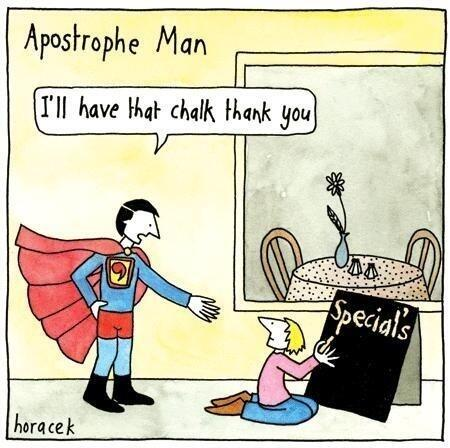 Apostrophe Man
I'll have that chalk thank you
Special's
horacek